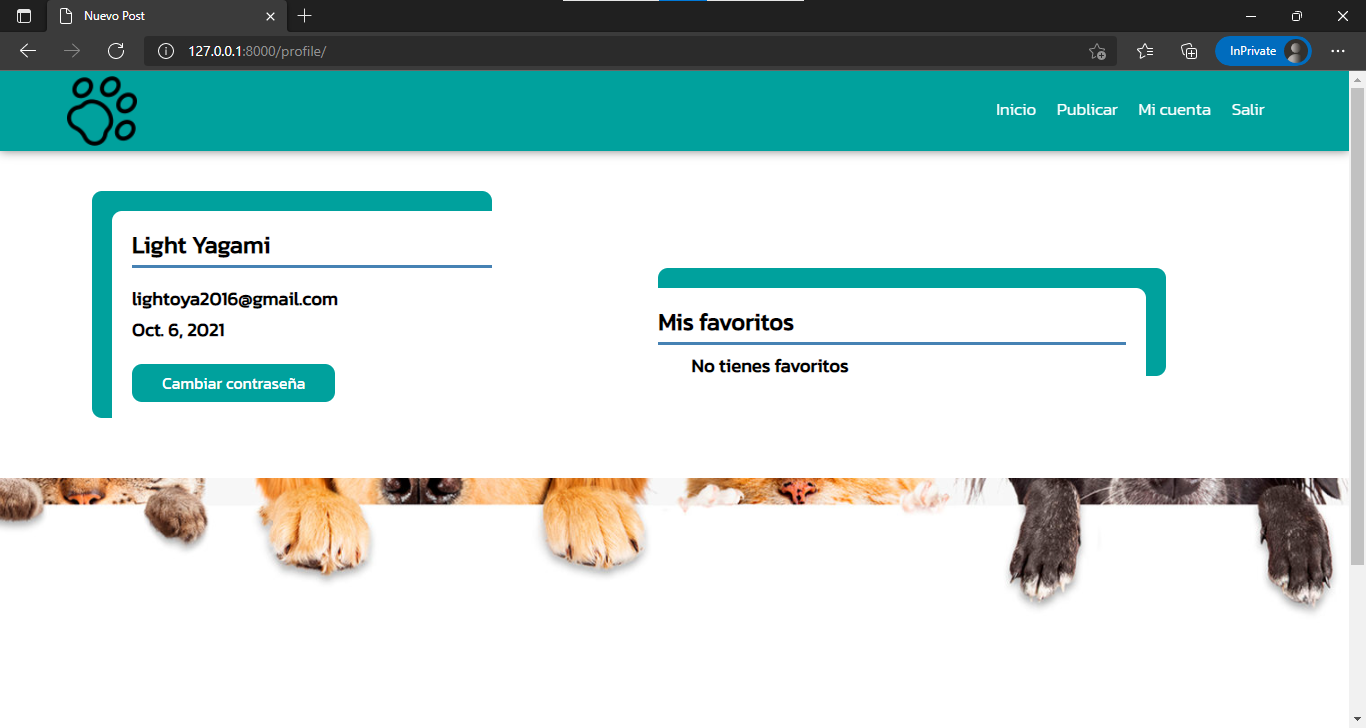 Nuevo Post
127.0.0.1:8000/profile/
InPrivate
Inicio Publicar Mi cuenta Salir
Light Yagami
lightoya2016@gmail.com
Oct. 6, 2021
Cambiar contraseña
Mis favoritos
No tienes favoritos